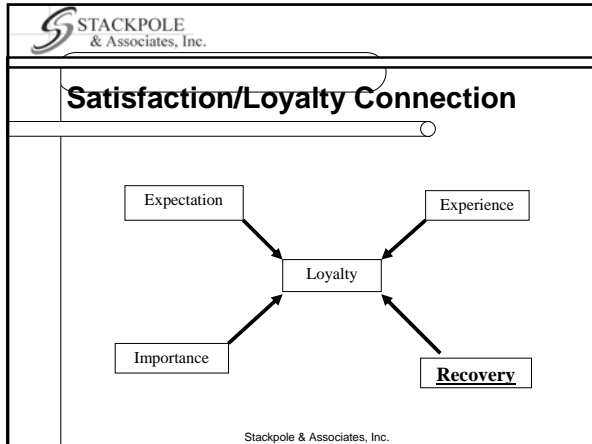 STACKPOLE
& Associates, Inc.
Satisfaction/Loyalty Connection
Expectation
Experience
Loyalty
Importance
Recovery
Stackpole & Associates, Inc.